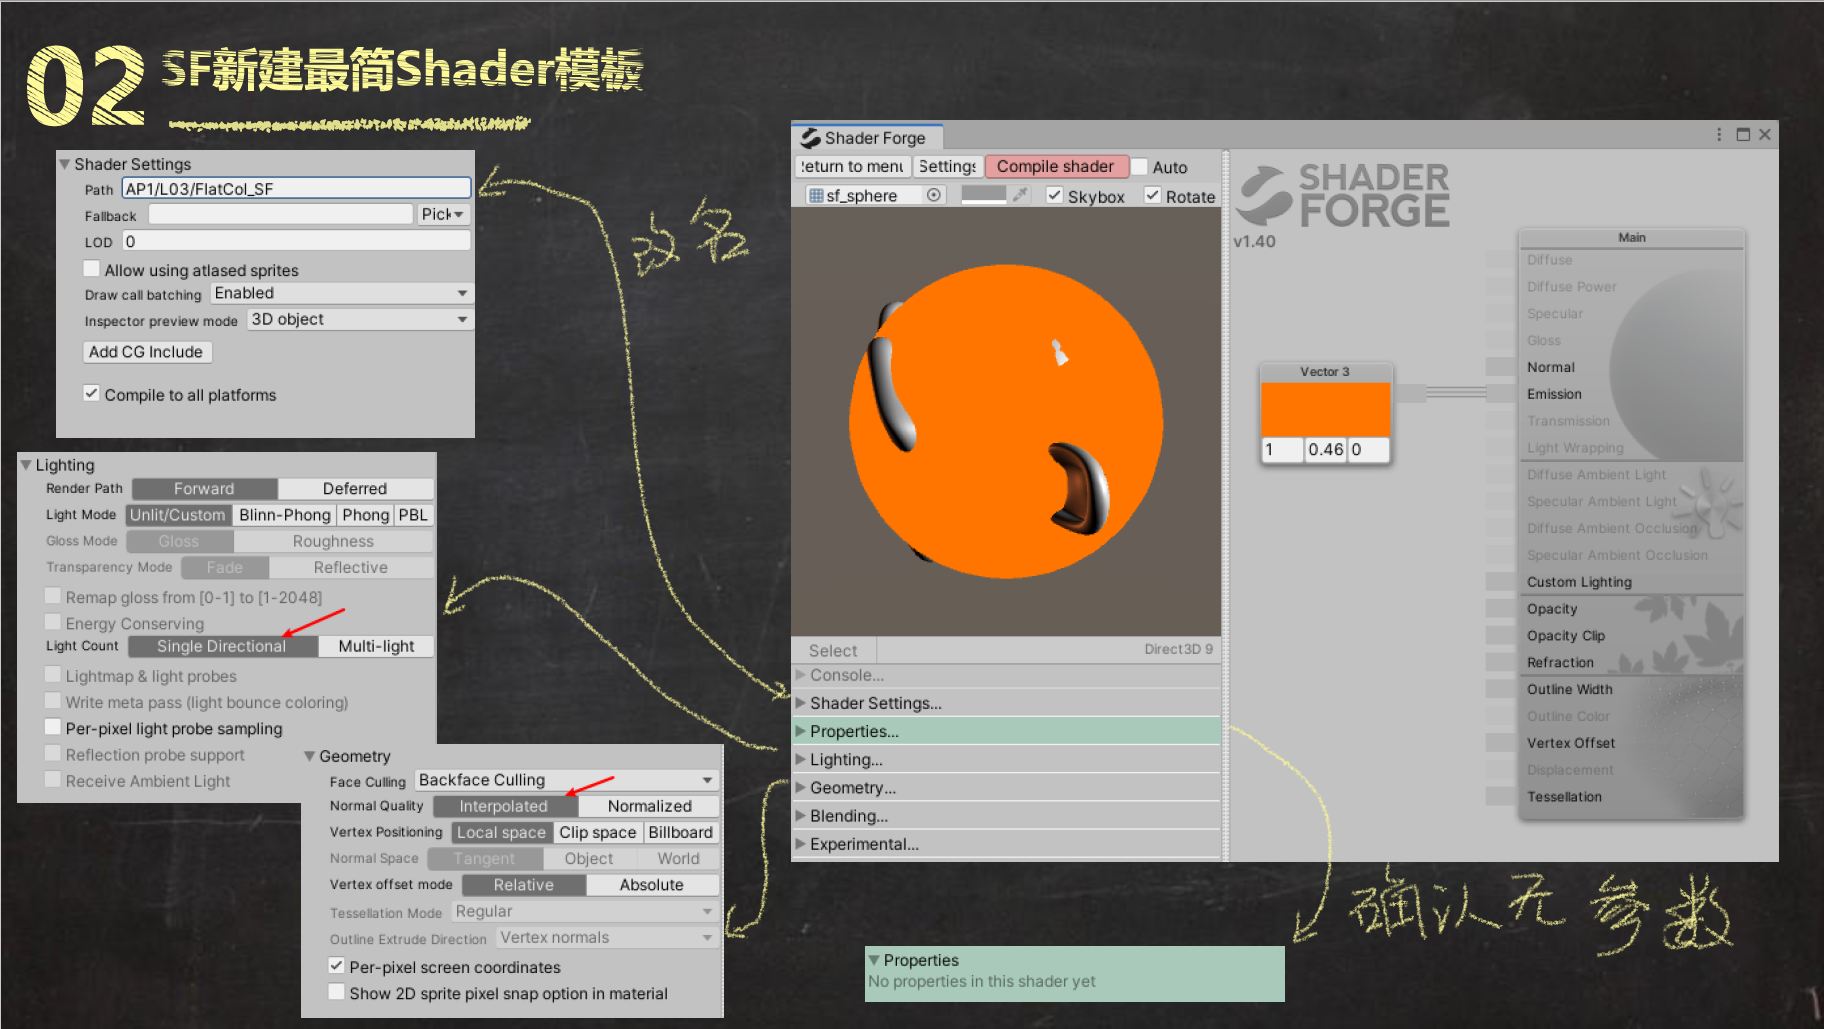 02 SF新建最简Shader模板
Shader Settings
Path AP1/L03/FlatCol_SF
Fallback Pick
LOD 0
Allow using atlased sprites
Draw call batching Enabled
Inspector preview mode 3D object
Add CG Include
Compile to all platforms
改名
Lighting
Render Path Forward Deferred
Light Mode Unlit/Custom Blinn-Phong Phong PBL
Gloss Mode Gloss Roughness
Transparency Mode Fade Reflective
Remap gloss from [0-1] to [1-2048]
Energy Conserving
Light Count Single Directional Multi-light
Lightmap & light probes
Write meta pass (light bounce coloring)
Per-pixel light probe sampling
Reflection probe support
Receive Ambient Light
Geometry
Face Culling Backface Culling
Normal Quality Interpolated Normalized
Vertex Positioning Local space Clip space Billboard
Normal Space Tangent Object World
Vertex offset mode Relative Absolute
Tessellation Mode Regular
Outline Extrude Direction Vertex normals
Per-pixel screen coordinates
Show 2D sprite pixel snap option in material
Shader Forge
Return to menu Settings Compile shader Auto
sf_sphere Skybox Rotate
Select Direct3D 9
Console...
Shader Settings...
Properties...
Lighting...
Geometry...
Blending...
Experimental...
SHADER
FORGE
v1.40
Vector 3
1 0.46 0
Main
Diffuse
Diffuse Power
Specular
Gloss
Normal
Emission
Transmission
Light Wrapping
Diffuse Ambient Light
Specular Ambient Light
Diffuse Ambient Occlusion
Specular Ambient Occlusion
Custom Lighting
Opacity
Opacity Clip
Refraction
Outline Width
Outline Color
Vertex Offset
Displacement
Tessellation
确认无参数
Properties
No properties in this shader yet